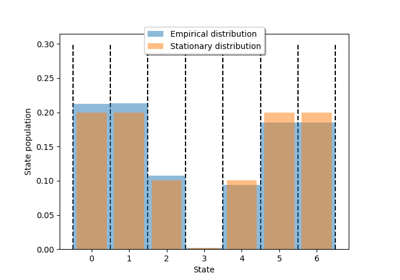 Empirical distribution
Stationary distribution
0.30
0.25
0.20
0.15
0.10
0.05
0.00
State population
0 1 2 3 4 5 6
State